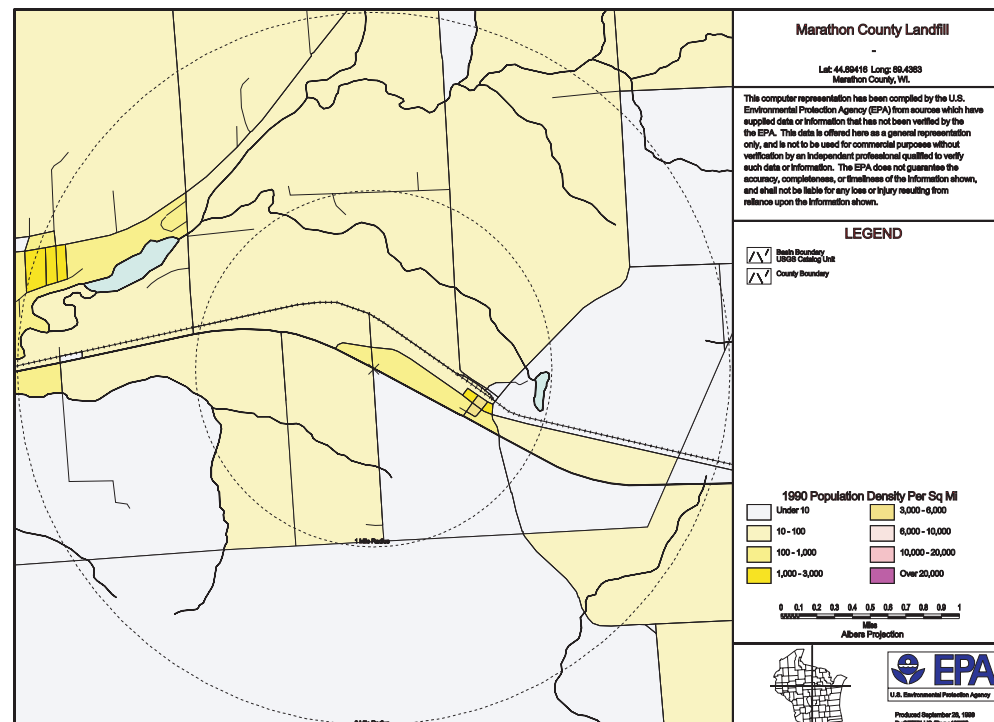 Marathon County Landfill
-
Lat: 44.89416 Long: 89.4363
Marathon County, WI.
This computer representation has been compiled by the U.S.
Environmental Protection Agency (EPA) from sources which have
supplied data or information that has not been verified by the
the EPA. This data is offered here as a general representation
only, and is not to be used for commercial purposes without
verification by an independant professional qualified to verify
such data or information. The EPA does not guarantee the
accuracy, completeness, or timeliness of the information shown,
and shall not be liable for any loss or injury resulting from
reliance upon the information shown.
LEGEND
Basin Boundary
USGS Catalog Unit
County Boundary
1990 Population Density Per Sq Mi
Under 10
10 - 100
100 - 1,000
1,000 - 3,000
3,000 - 6,000
6,000 - 10,000
10,000 - 20,000
Over 20,000
0 0.1 0.2 0.3 0.4 0.5 0.6 0.7 0.8 0.9 1
Miles
Albers Projection
1 Mile Radius
EPA
U.S. Environmental Protection Agency
Produced September 28, 1998